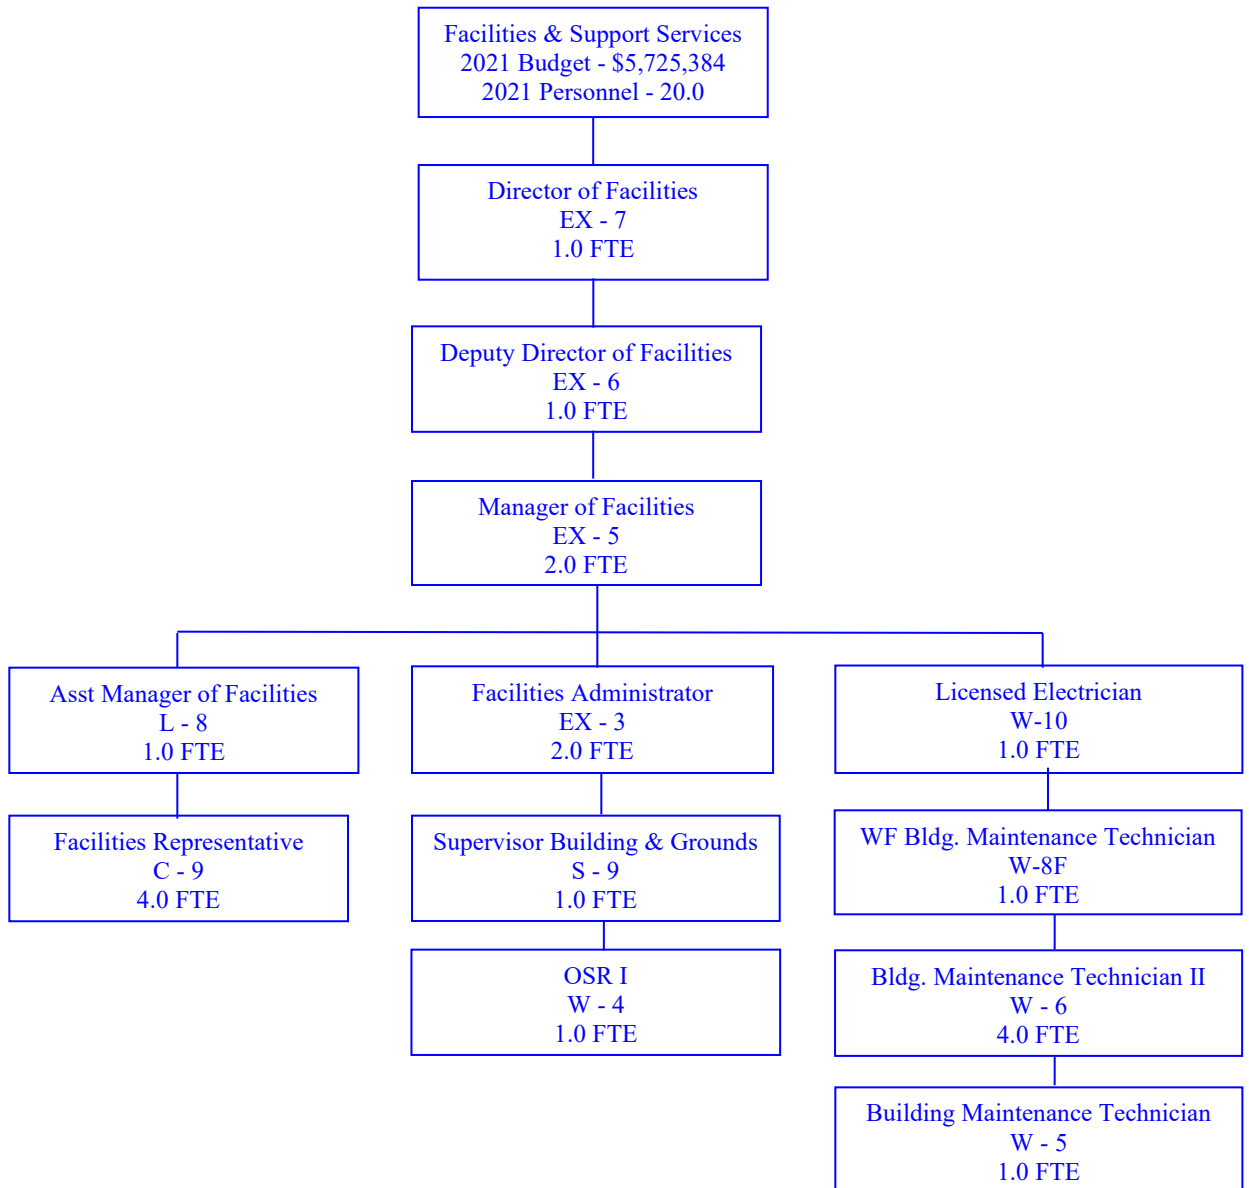 Facilities & Support Services
2021 Budget - $5,725,384
2021 Personnel - 20.0
Director of Facilities
EX - 7
1.0 FTE
Deputy Director of Facilities
EX - 6
1.0 FTE
Manager of Facilities
EX - 5
2.0 FTE
Asst Manager of Facilities
L - 8
1.0 FTE
Facilities Representative
C - 9
4.0 FTE
Facilities Administrator
EX - 3
2.0 FTE
Supervisor Building & Grounds
S - 9
1.0 FTE
OSR I
W - 4
1.0 FTE
Licensed Electrician
W-10
1.0 FTE
WF Bldg. Maintenance Technician
W-8F
1.0 FTE
Bldg. Maintenance Technician II
W - 6
4.0 FTE
Building Maintenance Technician
W - 5
1.0 FTE